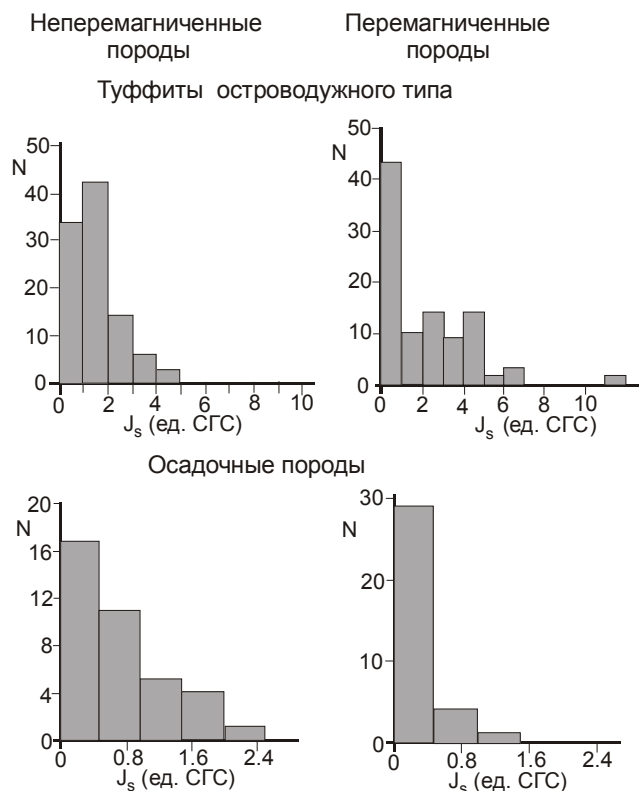 Неперемагниченные
породы
Перемагниченные
породы
Туффиты островодужного типа
50
N
40
30
20
10
0
0 2 4 6 8 10
Js (ед. СГС)
50
N
40
30
20
10
0
0 2 4 6 8 10
Js (ед. СГС)
Осадочные породы
20
N
16
12
8
4
0
0 0.8 1.6 2.4
Js (ед. СГС)
30
N
20
10
0
0 0.8 1.6 2.4
Js (ед. СГС)